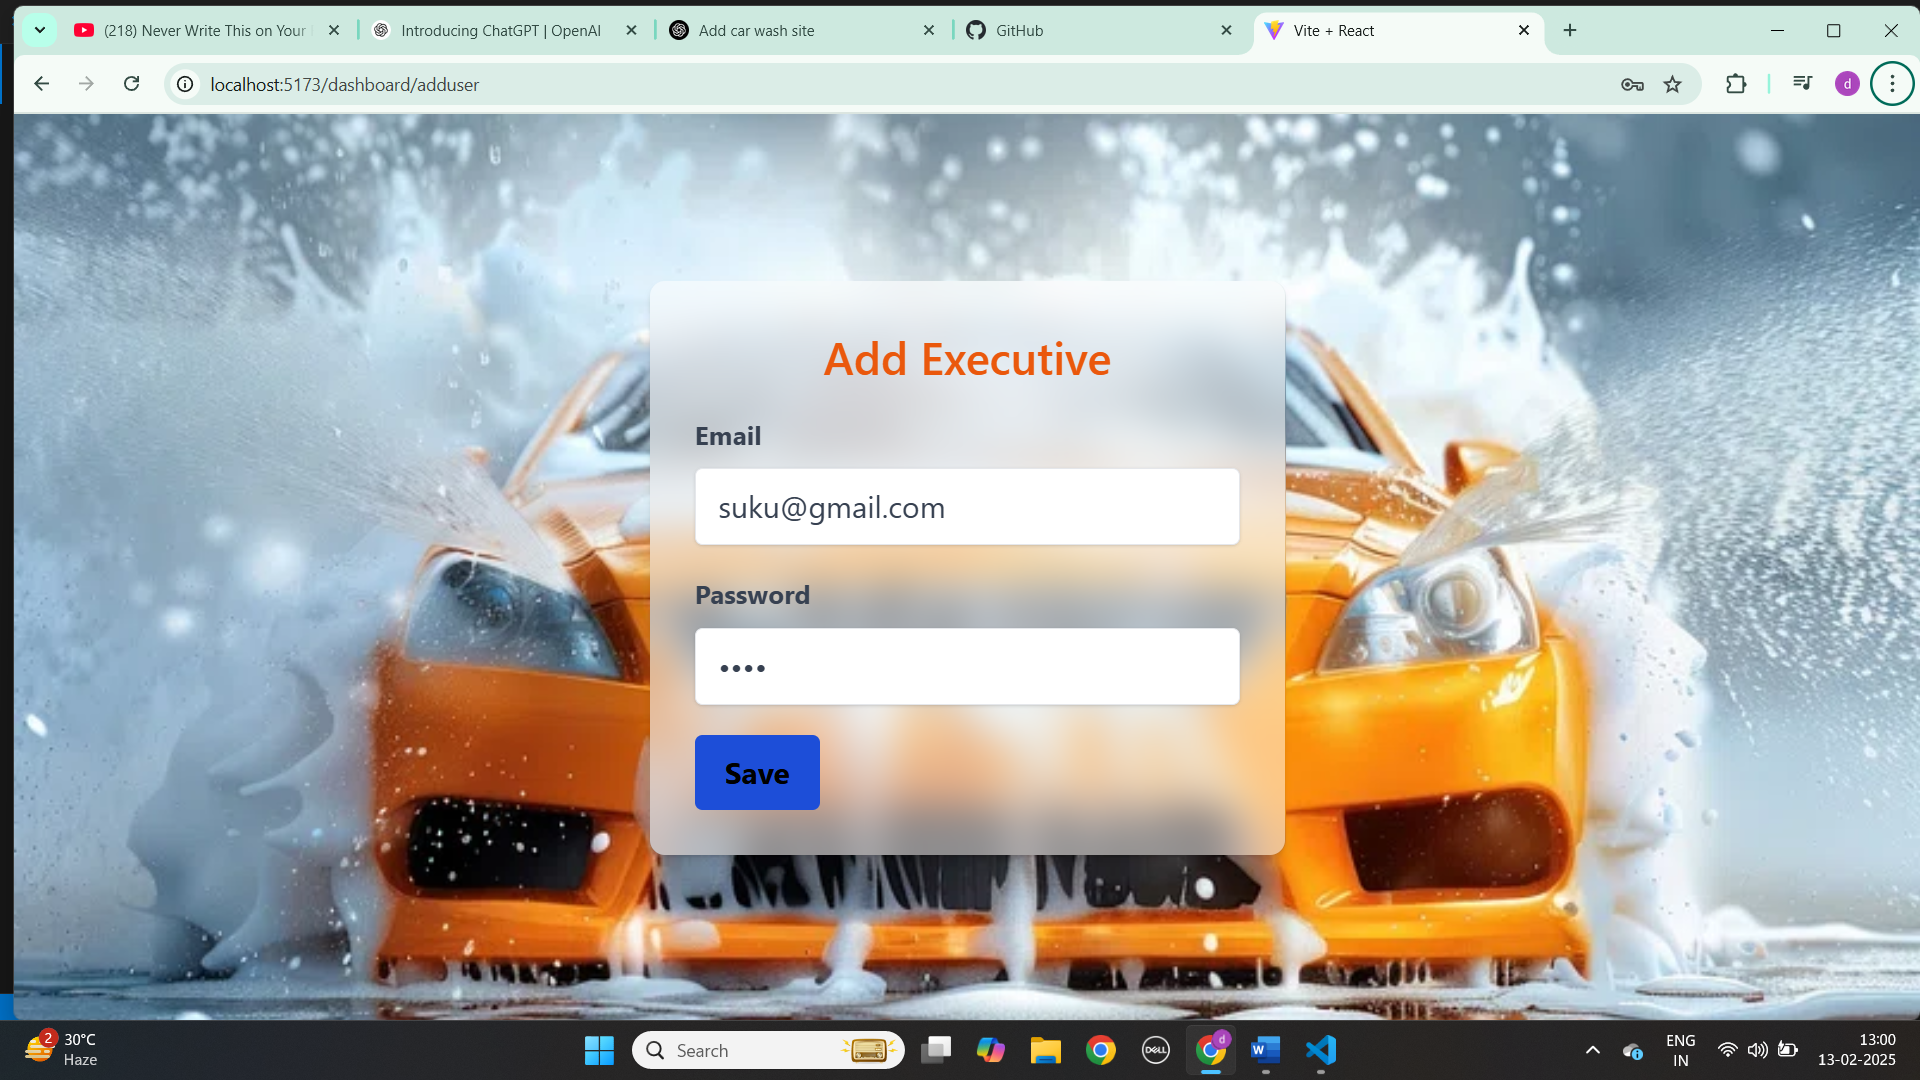 (218) Never Write This on Your
Introducing ChatGPT | OpenAI
Add car wash site
GitHub
Vite + React
localhost:5173/dashboard/adduser
d
Add Executive
Email
suku@gmail.com
Password
Save
2
30°C
Haze
Search
DELL
d
W
ENG
IN
13:00
13-02-2025